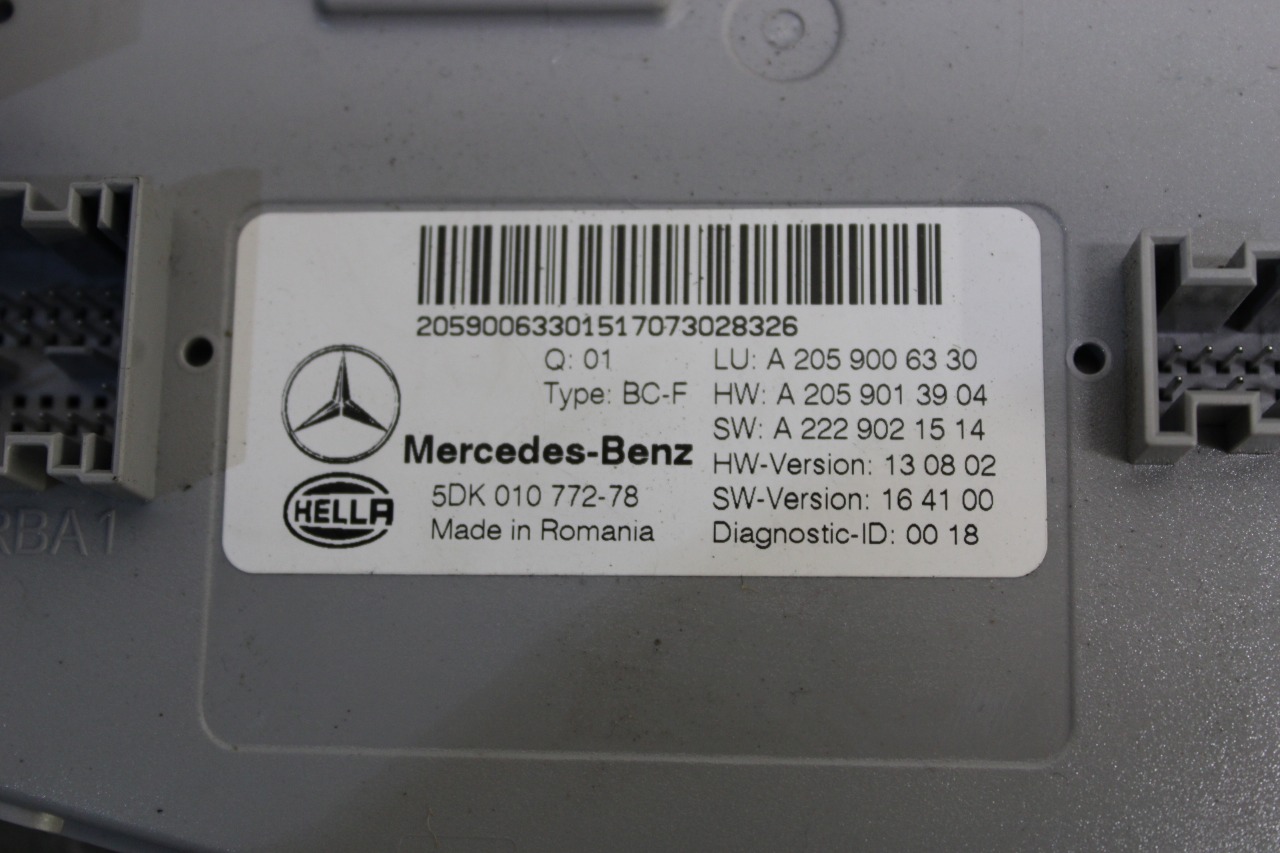 2059006330151707302​8326
Q: 01
Type: BC-F
LU: A 205 900 63 30
HW: A 205 901 39 04
SW: A 222 902 15 14
HW-Version: 13 08 02
SW-Version: 16 41 00
Diagnostic-ID: 00 18
Mercedes-Benz
HELLA
5DK 010 772-78
Made in Romania
RBA1